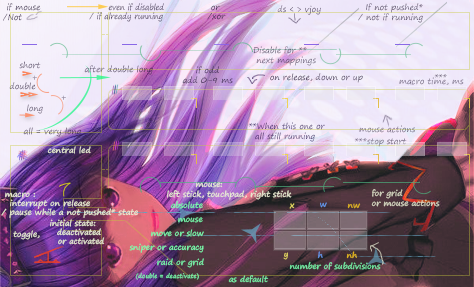 if mouse
/Not
even if disabled
/ if already running
or
/xor
ds <-> vjoy
If not pushed*
/ not if running
Disable for **
next mappings
short
double
long
all = very long
after double long
if odd
add 0-9 ms
on release, down or up
macro time, ms
**When this one or
all still running
mouse actions
***stop start
central led
macro :
interrupt on release
/ pause while a not pushed* state
initial state:
toggle,
deactivated
or activated
mouse:
left stick, touchpad, right stick
absolute
mouse
move or slow
sniper or accuracy
raid or grid
(double = deactivate)
as default
x w nw
y h nh
number of subdivisions
for grid
or mouse actions